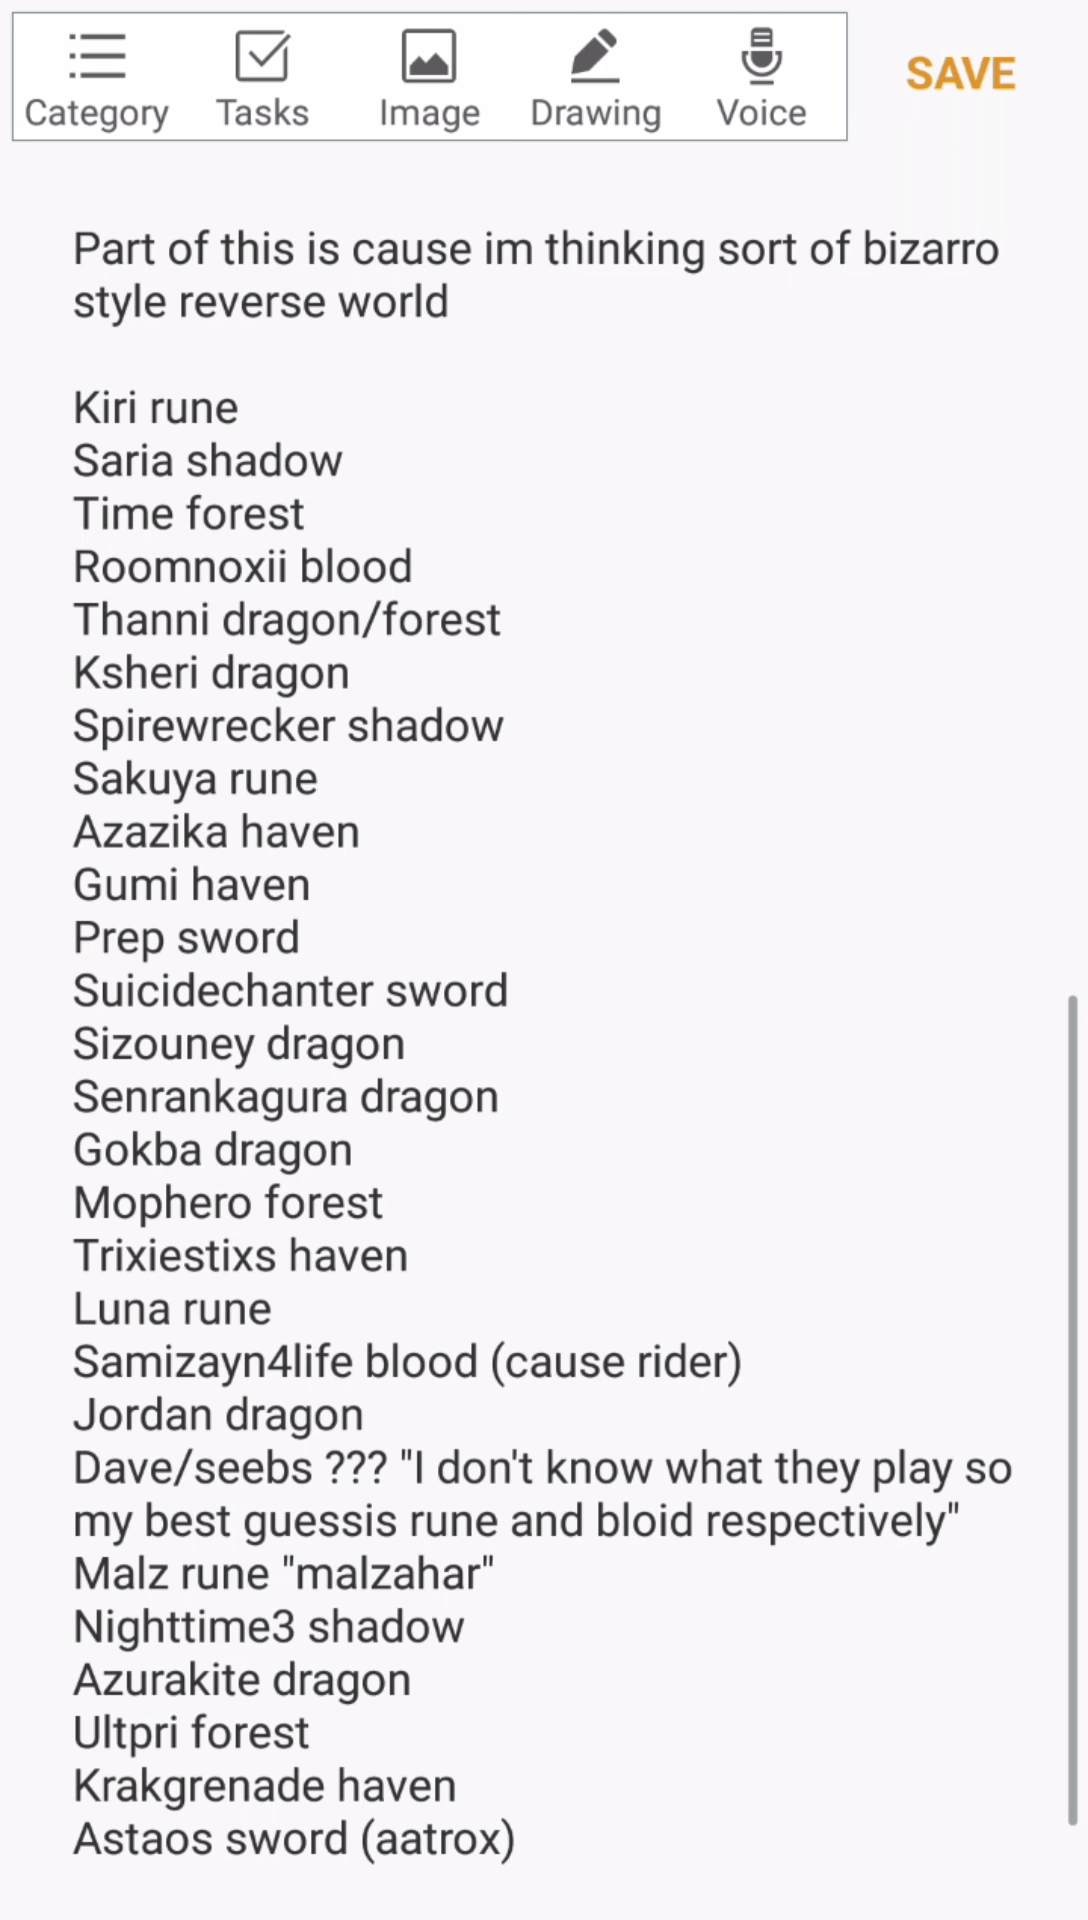 Category Tasks Image Drawing Voice SAVE
Part of this is cause im thinking sort of bizarro
style reverse world
Kiri rune
Saria shadow
Time forest
Roomnoxii blood
Thanni dragon/forest
Ksheri dragon
Spirewrecker shadow
Sakuya rune
Azazika haven
Gumi haven
Prep sword
Suicidechanter sword
Sizouney dragon
Senrankagura dragon
Gokba dragon
Mophero forest
Trixiestixs haven
Luna rune
Samizayn4life blood (cause rider)
Jordan dragon
Dave/seebs ??? "I don't know what they play so
my best guessis rune and bloid respectively"
Malz rune "malzahar"
Nighttime3 shadow
Azurakite dragon
Ultpri forest
Krakgrenade haven
Astaos sword (aatrox)